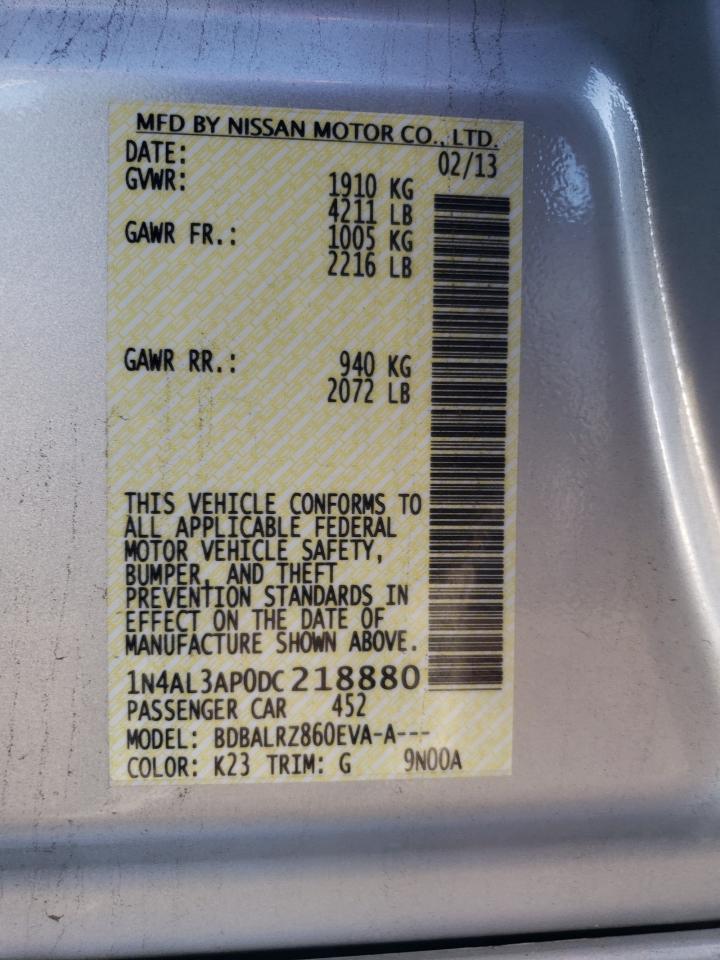 MFD BY NISSAN MOTOR CO., LTD.
DATE: 02/13
GVWR: 1910 KG
4211 LB
GAWR FR.: 1005 KG
2216 LB
GAWR RR.: 940 KG
2072 LB
THIS VEHICLE CONFORMS TO
ALL APPLICABLE FEDERAL
MOTOR VEHICLE SAFETY,
BUMPER, AND THEFT
PREVENTION STANDARDS IN
EFFECT ON THE DATE OF
MANUFACTURE SHOWN ABOVE.
1N4AL3AP0DC218880
PASSENGER CAR 452
MODEL: BDBALRZ860EVA-A---
COLOR: K23 TRIM: G 9N00A